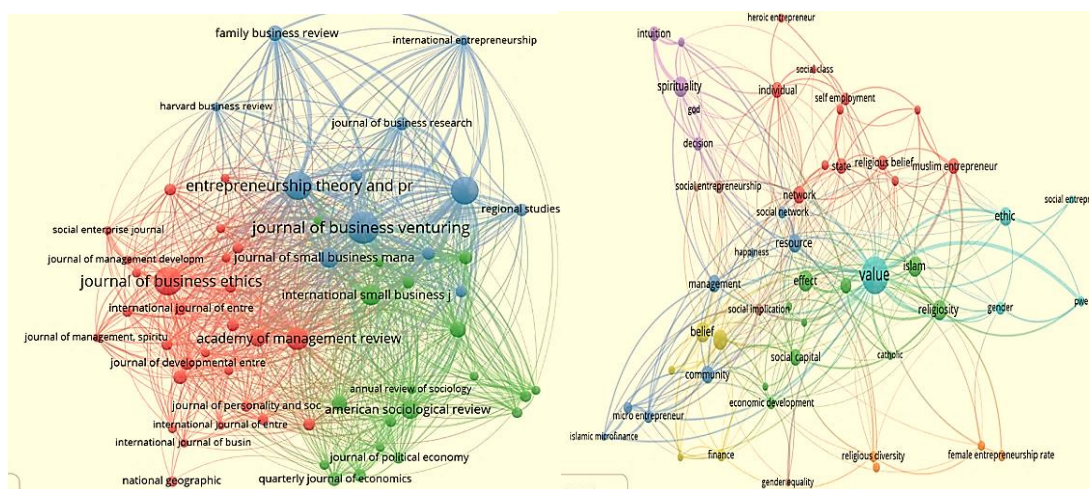 family business review
international entrepreneurship
harvard business review
journal of business research
entrepreneurship theory and pr
regional studies
journal of business venturing
social enterprise journal
journal of management developm
journal of small business mana
journal of business ethics
international small business j
international journal of entre
journal of management, spiritu
academy of management review
journal of developmental entre
annual review of sociology
journal of personality and soc
american sociological review
international journal of entre
international journal of busin
journal of political economy
national geographic
quarterly journal of economics
heroic entrepreneur
intuition
social class
spirituality
individual
self employment
god
decision
state
religious belief
muslim entrepreneur
social entrepreneurship
network
social entrepr
social network
ethic
resource
happiness
value
islam
management
effect
social implication
religiosity
gender
pwe
belief
social capital
catholic
community
economic development
micro entrepreneur
islamic microfinance
finance
religious diversity
female entrepreneurship rate
gender equality